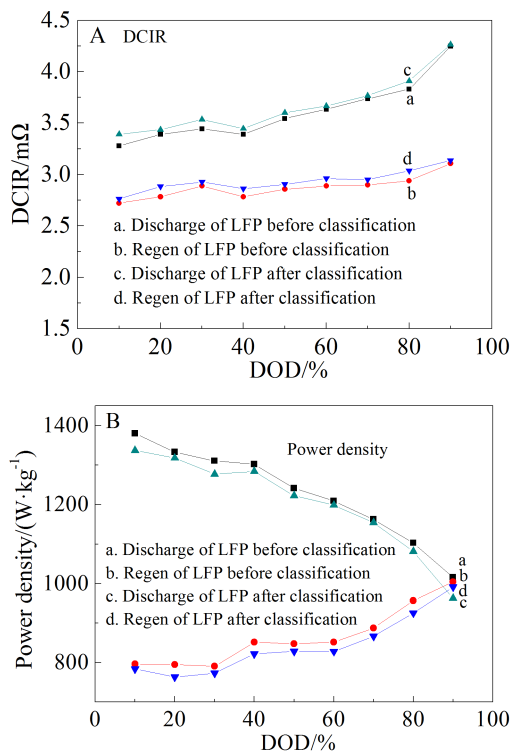 A DCIR
4.5
4.0
3.5
3.0
2.5
2.0
1.5
DCIR/mΩ
c
a
d
b
a. Discharge of LFP before classification
b. Regen of LFP before classification
c. Discharge of LFP after classification
d. Regen of LFP after classification
0 20 40 60 80 100
DOD/%
B
Power density
1400
1200
1000
800
Power density/(W·kg⁻¹)
a. Discharge of LFP before classification
b. Regen of LFP before classification
c. Discharge of LFP after classification
d. Regen of LFP after classification
a
b
d
c
0 20 40 60 80 100
DOD/%